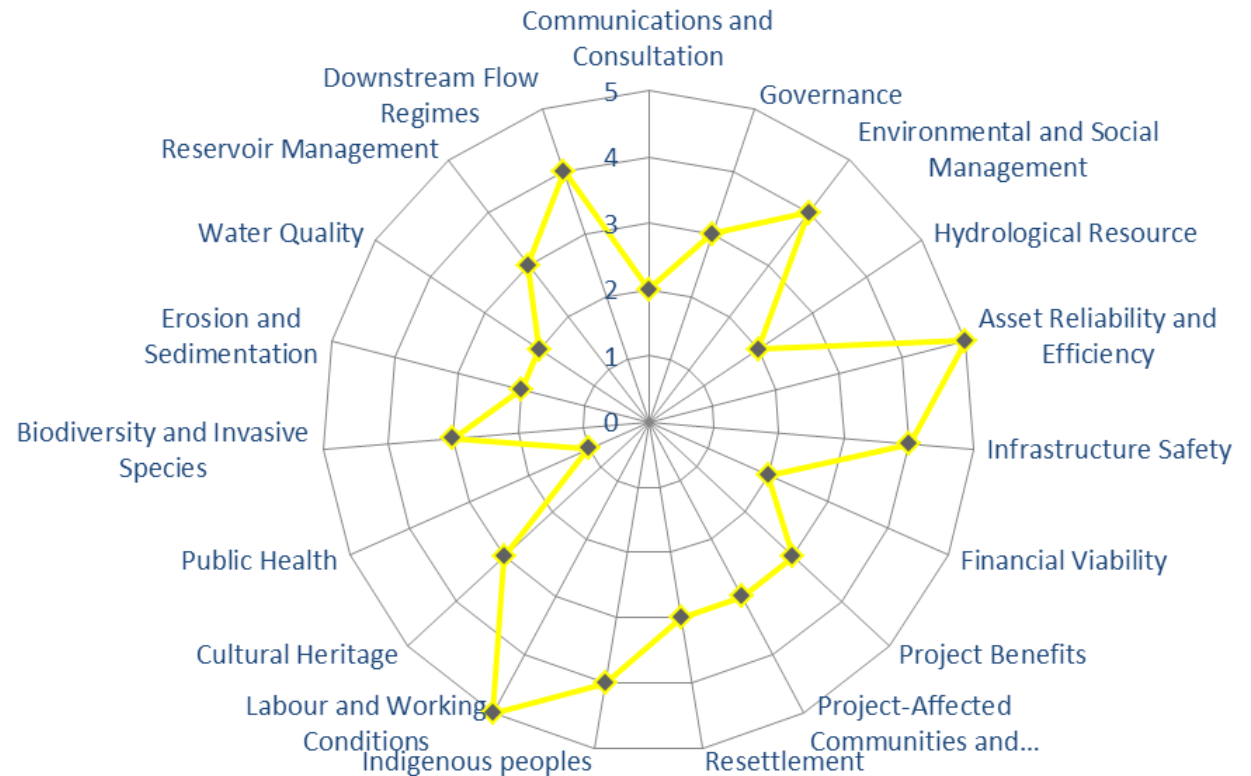 Communications and
Consultation
Governance
Environmental and Social
Management
Hydrological Resource
Asset Reliability and
Efficiency
Infrastructure Safety
Financial Viability
Project Benefits
Project-Affected
Communities and...
Resettlement
Indigenous peoples
Labour and Working
Conditions
Cultural Heritage
Public Health
Biodiversity and Invasive
Species
Erosion and
Sedimentation
Water Quality
Reservoir Management
Downstream Flow
Regimes
5
4
3
2
1
0